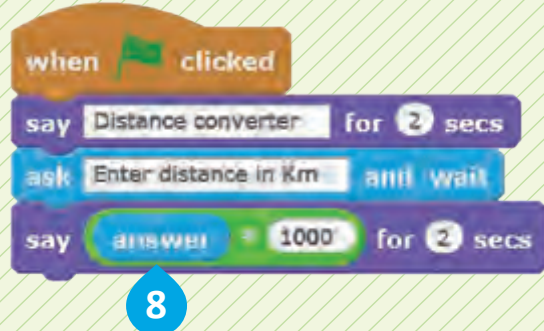 when clicked
say Distance converter for 2 secs
ask Enter distance in Km and wait
say answer * 1000 for 2 secs
8